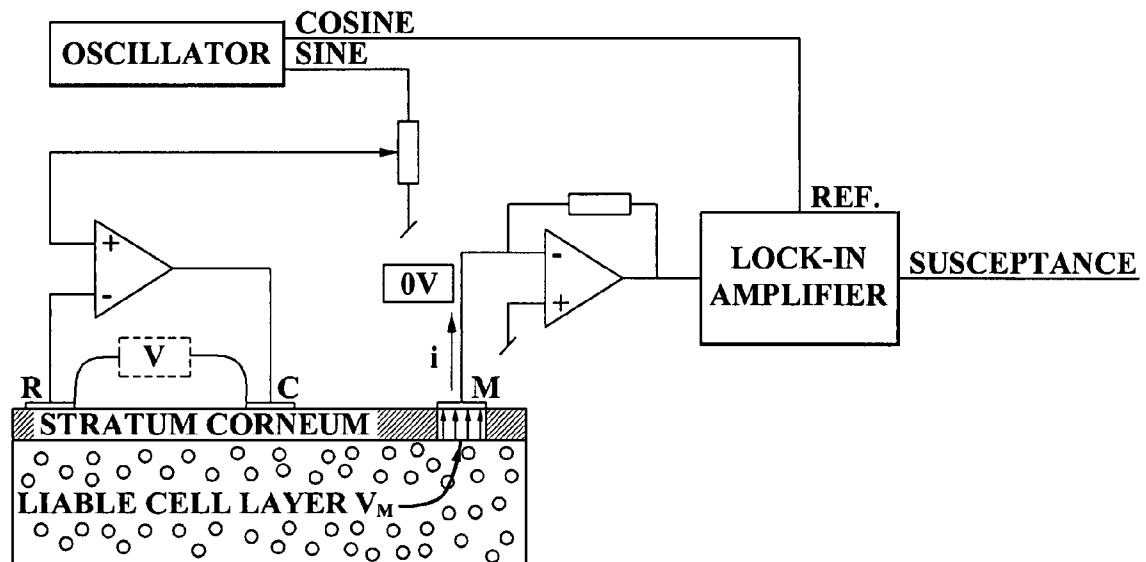 COSINE
OSCILLATOR
SINE
REF.
+
-
0V
-
+
LOCK-IN
AMPLIFIER
SUSCEPTANCE
i
V
R
C
M
STRATUM CORNEUM
LIABLE CELL LAYER VM